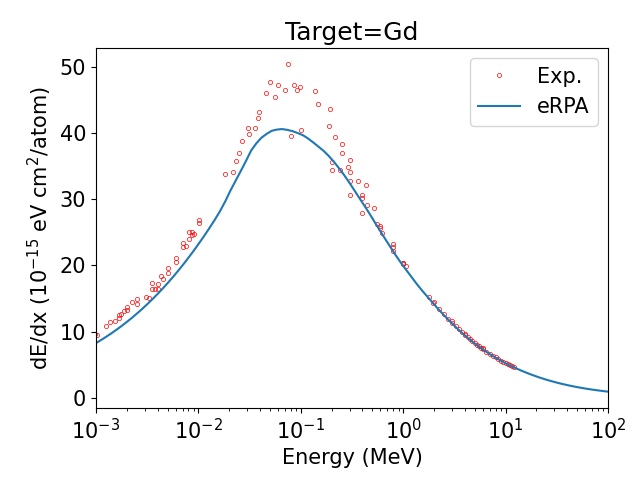 Target=Gd
Exp.
eRPA
dE/dx (10⁻¹⁵ eV cm²/atom)
50
40
30
20
10
0
10⁻³ 10⁻² 10⁻¹ 10⁰ 10¹ 10²
Energy (MeV)